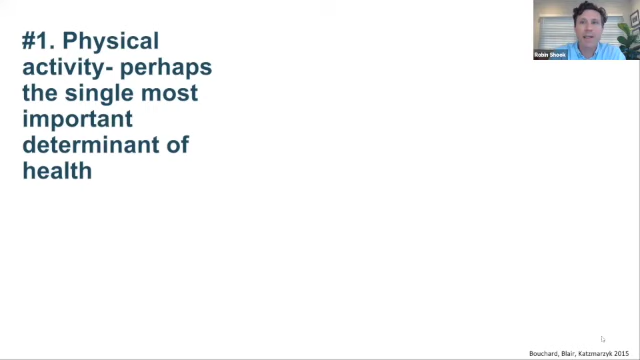 #1. Physical
activity- perhaps
the single most
important
determinant of
health
Robin Shook
Bouchard, Blair, Katzmarzyk 2015